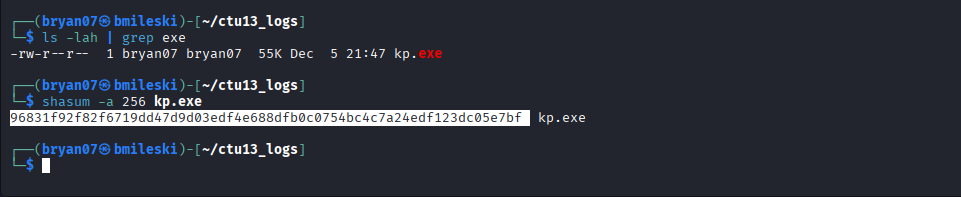 ┌──(bryan07㉿bmileski)-[~/ctu13_logs]
└─$ ls -lah | grep exe
-rw-r--r--  1 bryan07 bryan07  55K Dec  5 21:47 kp.exe
┌──(bryan07㉿bmileski)-[~/ctu13_logs]
└─$ shasum -a 256 kp.exe
96831f92f82f6719dd47d9d03edf4e688dfb0c0754bc4c7a24edf123dc05e7bf  kp.exe
┌──(bryan07㉿bmileski)-[~/ctu13_logs]
└─$